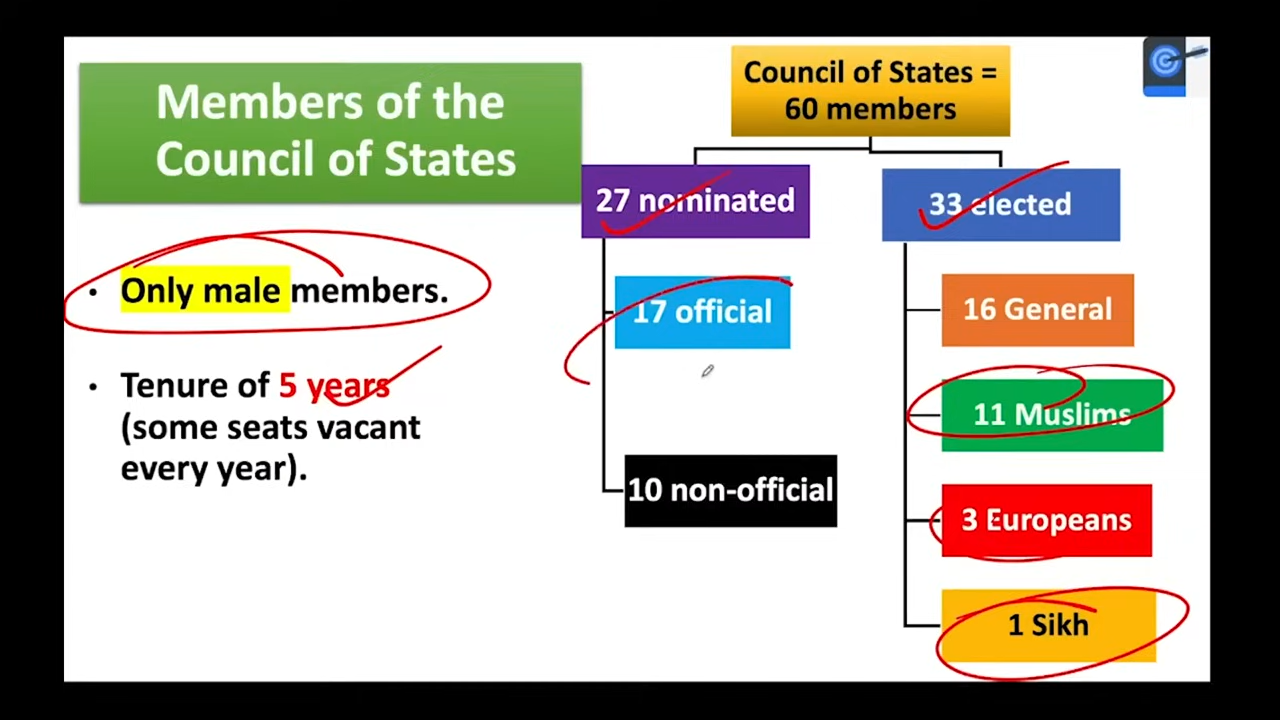 Members of the
Council of States
• Only male members.
• Tenure of 5 years
(some seats vacant
every year).
Council of States =
60 members
27 nominated
17 official
10 non-official
33 elected
16 General
11 Muslims
3 Europeans
1 Sikh